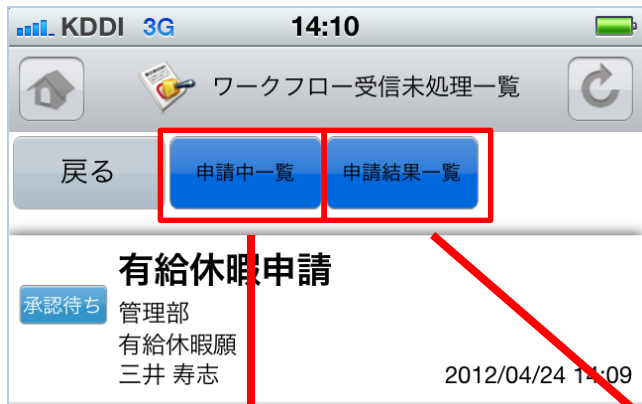 KDDI 3G 14:10
ワークフロー受信未処理一覧
戻る 申請中一覧 申請結果一覧
有給休暇申請
承認待ち
管理部
有給休暇願
三井 寿志 2012/04/24 14:09